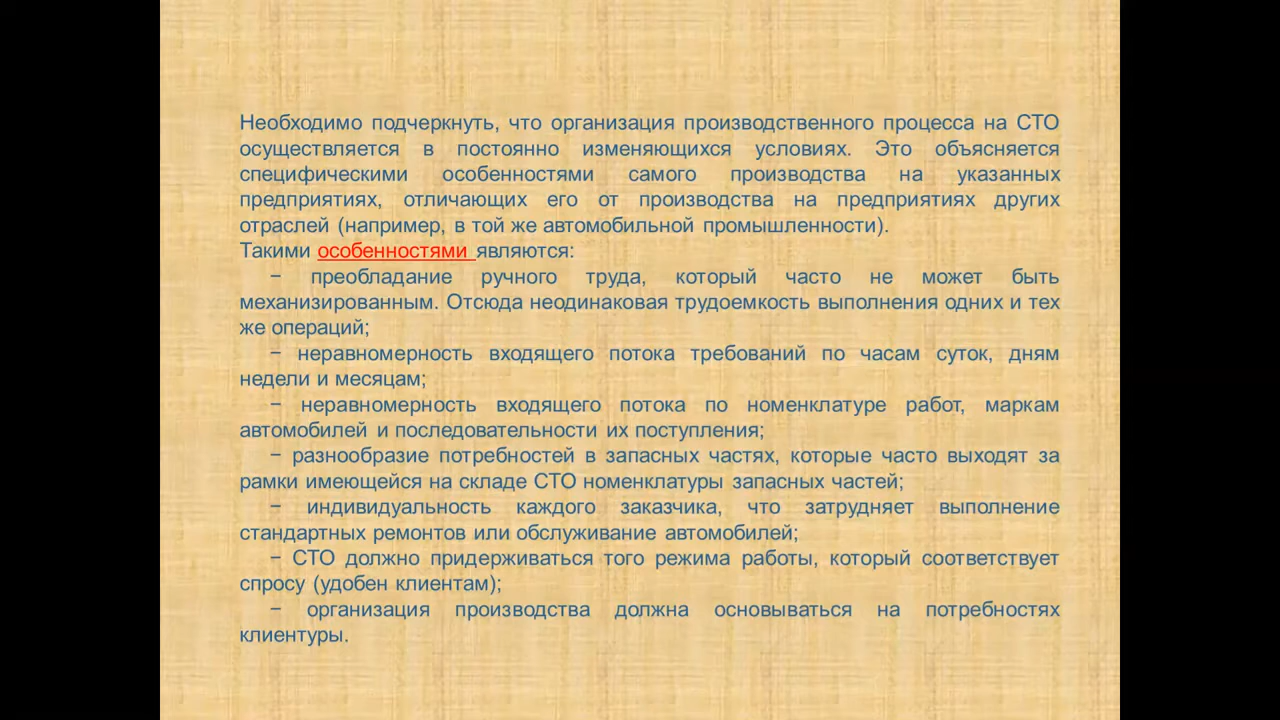 Необходимо подчеркнуть, что организация производственного процесса на СТО
осуществляется в постоянно изменяющихся условиях. Это объясняется
специфическими особенностями самого производства на указанных
предприятиях, отличающих его от производства на предприятиях других
отраслей (например, в той же автомобильной промышленности).
Такими особенностями являются:
− преобладание ручного труда, который часто не может быть
механизированным. Отсюда неодинаковая трудоемкость выполнения одних и тех
же операций;
− неравномерность входящего потока требований по часам суток, дням
недели и месяцам;
− неравномерность входящего потока по номенклатуре работ, маркам
автомобилей и последовательности их поступления;
− разнообразие потребностей в запасных частях, которые часто выходят за
рамки имеющейся на складе СТО номенклатуры запасных частей;
− индивидуальность каждого заказчика, что затрудняет выполнение
стандартных ремонтов или обслуживание автомобилей;
− СТО должно придерживаться того режима работы, который соответствует
спросу (удобен клиентам);
− организация производства должна основываться на потребностях
клиентуры.